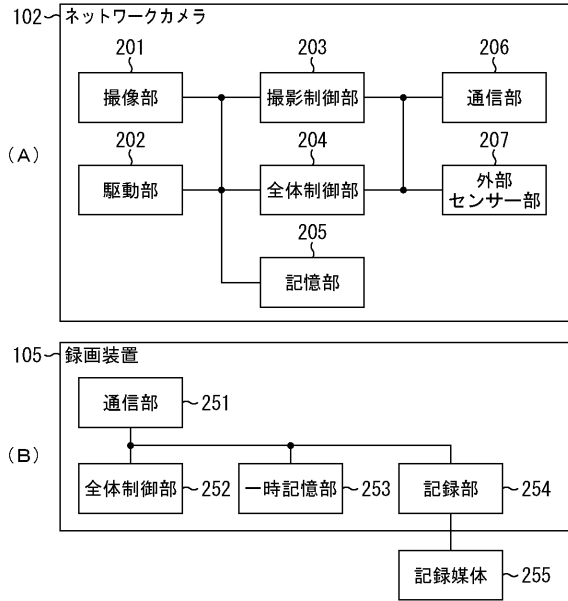 102 ネットワークカメラ
201 203 206
撮像部 撮影制御部 通信部
(A)
202 204 207
駆動部 全体制御部 外部
センサー部
205
記憶部
105 録画装置
通信部 251
(B)
全体制御部 252 一時記憶部 253 記録部 254
記録媒体 255